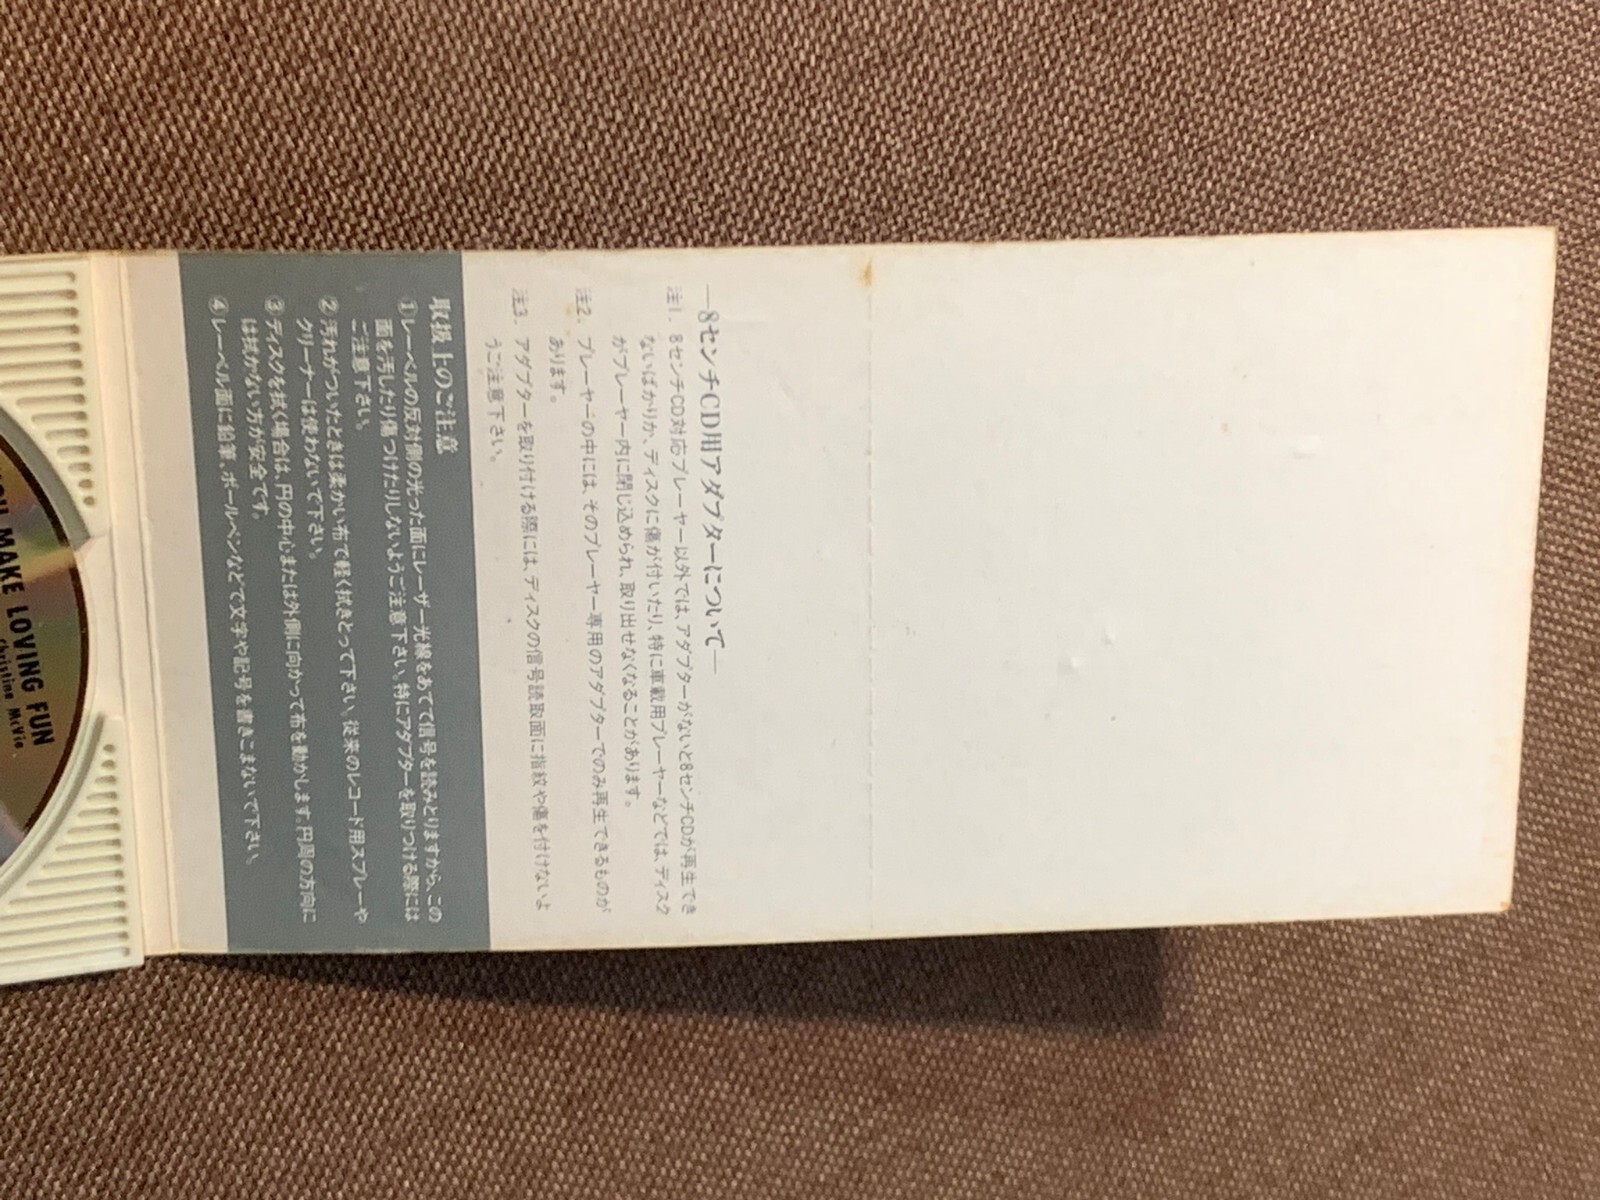 ―8センチCD用アダプターについて―
注1. 8センチCD対応プレーヤー以外では、アダプターがないと8センチCDが再生でき
ないばかりか、ディスクに傷が付いたり、特に車載用プレーヤーなどでは、ディスク
がプレーヤー内に閉じ込められ、取り出せなくなることがあります。
注2. プレーヤーの中には、そのプレーヤー専用のアダプターでのみ再生できるものが
あります。
注3. アダプターを取り付ける際には、ディスクの信号読取面に指紋や傷を付けないよ
うご注意下さい。
取扱上のご注意
①レーベルの反対側の光った面にレーザー光線をあてて信号を読みとりますから、この
面を汚したり傷つけたりしないようご注意下さい。特にアダプターを取りつける際には
ご注意下さい。
②汚れがついたときは柔かい布で軽く拭きとって下さい。従来のレコード用スプレーや
クリーナーは使わないで下さい。
③ディスクを拭く場合は、円の中心または外側に向かって布を動かします。円周の方向に
は拭かない方が安全です。
④レーベル面に鉛筆、ボールペンなどで文字や記号を書きこまないで下さい。
YOU MAKE LOVING FUN
Christine McVie